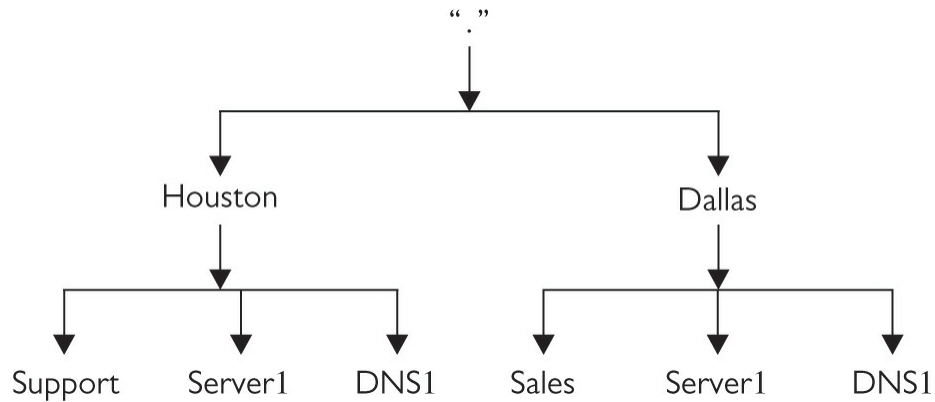 “.”
Houston Dallas
Support Server1 DNS1 Sales Server1 DNS1